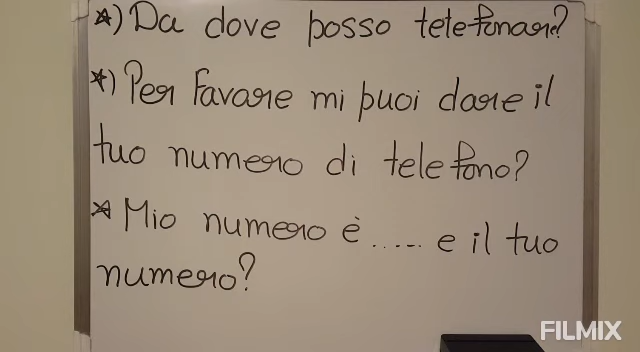 ☆) Da dove posso telefonare?
☆) Per Favare mi puoi dare il
tuo numero di telefono?
☆ Mio numero è ..... e il tuo
numero?
FILMIX